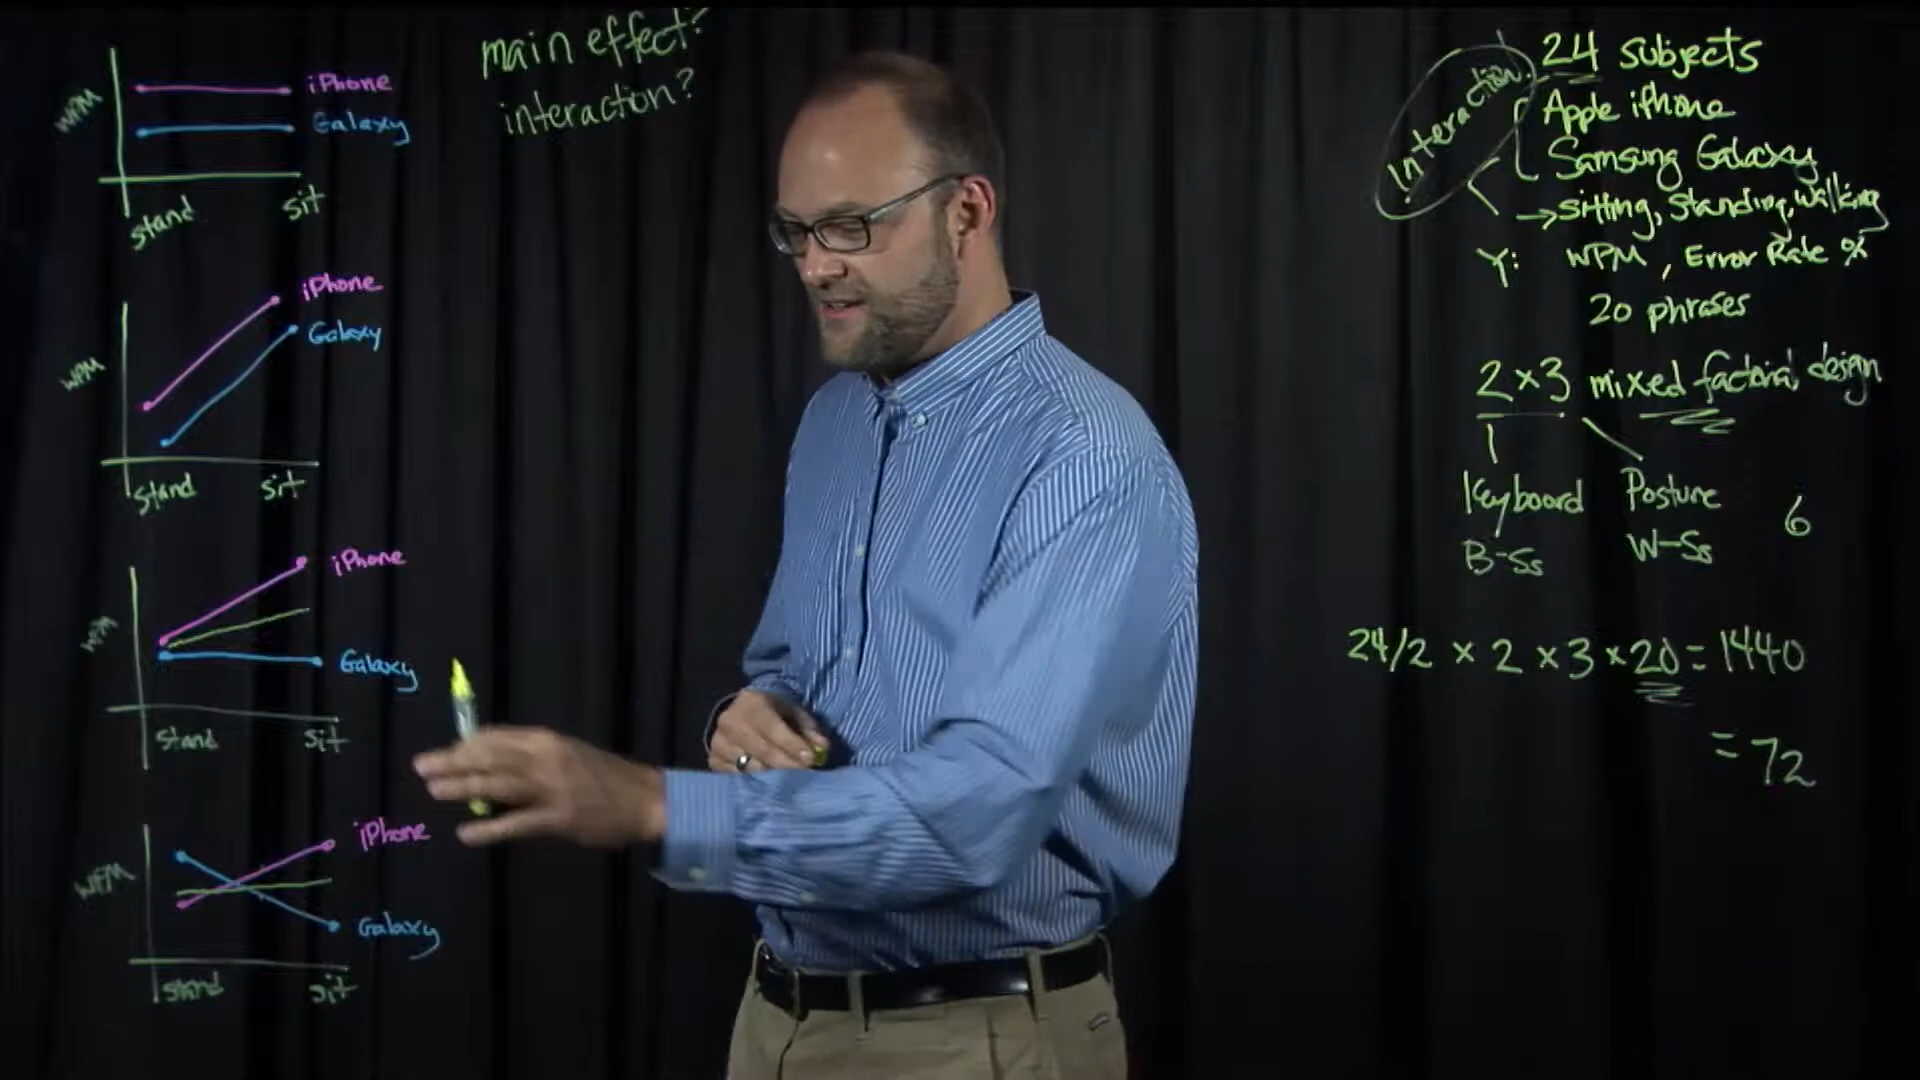 main effect?
interaction?
WPM
iPhone
Galaxy
stand
sit
WPM
iPhone
Galaxy
stand
sit
WPM
iPhone
Galaxy
stand
sit
WPM
iPhone
Galaxy
stand
sit
interaction
24 subjects
Apple iPhone
Samsung Galaxy
→ sitting, standing, walking
Y: WPM, Error Rate %
20 phrases
2×3 mixed factorial design
Keyboard Posture 6
B-Ss W-Ss
24/2 × 2 × 3 × 20 = 1440
= 72